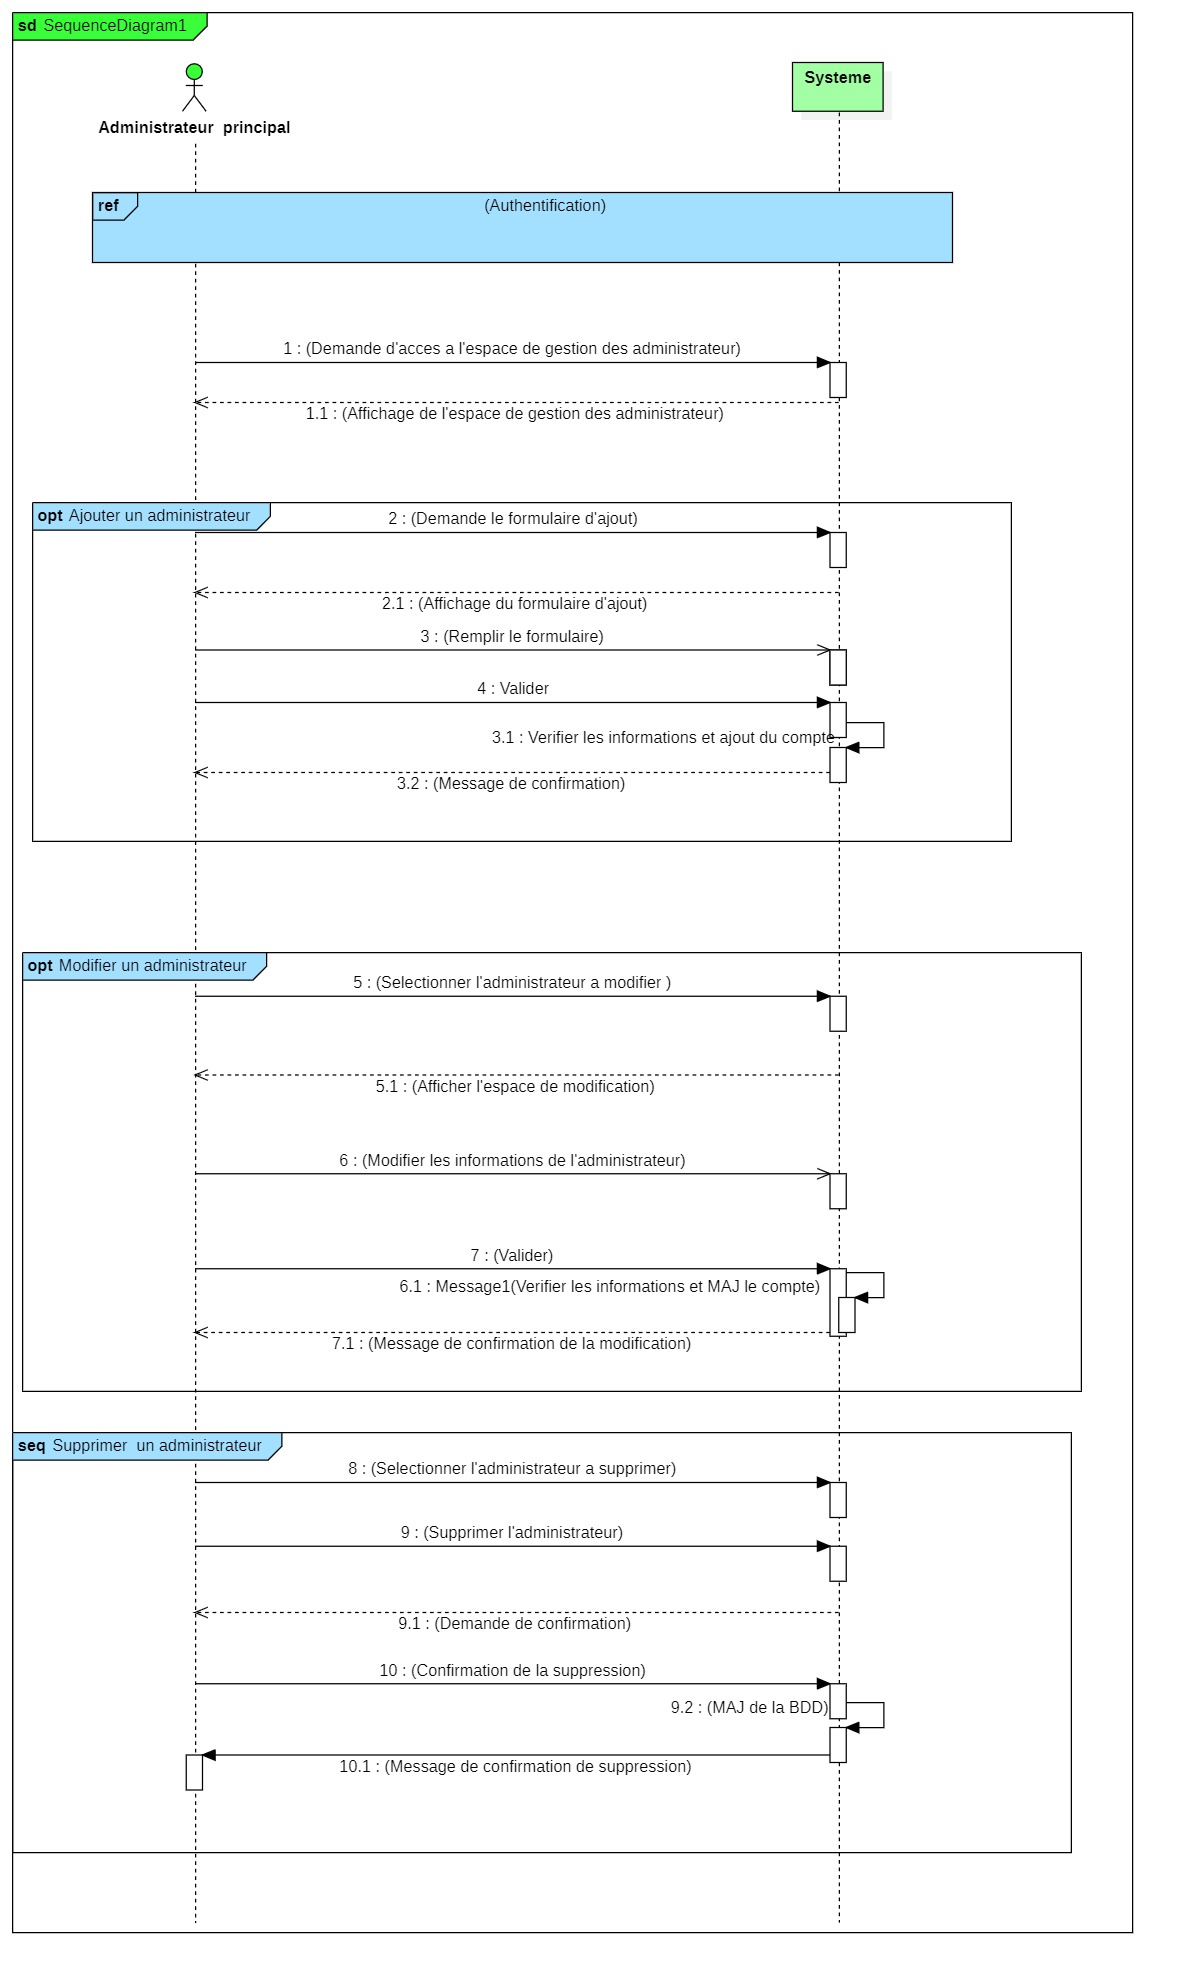 sd SequenceDiagram1
Systeme
Administrateur  principal
ref (Authentification)
1 : (Demande d'acces a l'espace de gestion des administrateur)
1.1 : (Affichage de l'espace de gestion des administrateur)
opt Ajouter un administrateur
2 : (Demande le formulaire d'ajout)
2.1 : (Affichage du formulaire d'ajout)
3 : (Remplir le formulaire)
4 : Valider
3.1 : Verifier les informations et ajout du compte
3.2 : (Message de confirmation)
opt Modifier un administrateur
5 : (Selectionner l'administrateur a modifier )
5.1 : (Afficher l'espace de modification)
6 : (Modifier les informations de l'administrateur)
7 : (Valider)
6.1 : Message1(Verifier les informations et MAJ le compte)
7.1 : (Message de confirmation de la modification)
seq Supprimer  un administrateur
8 : (Selectionner l'administrateur a supprimer)
9 : (Supprimer l'administrateur)
9.1 : (Demande de confirmation)
10 : (Confirmation de la suppression)
9.2 : (MAJ de la BDD)
10.1 : (Message de confirmation de suppression)